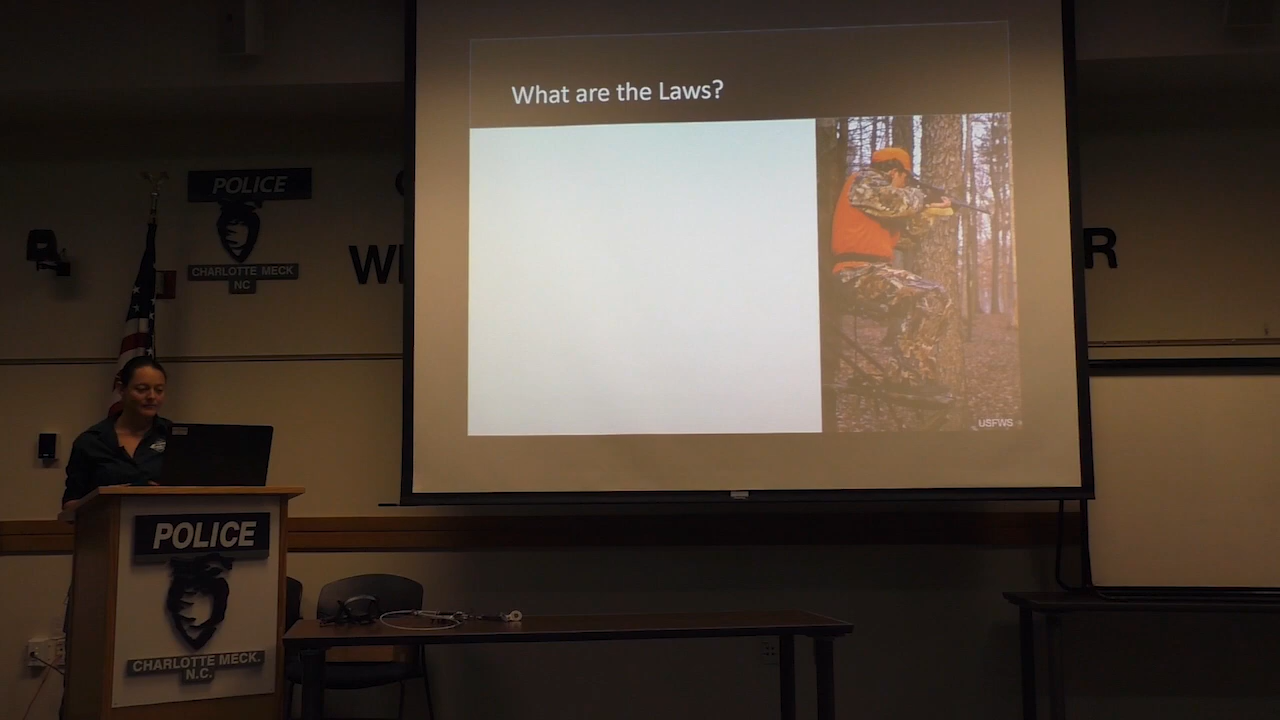 What are the Laws?
USFWS
POLICE
CHARLOTTE MECK
NC
R
POLICE
CHARLOTTE MECK.
N.C.